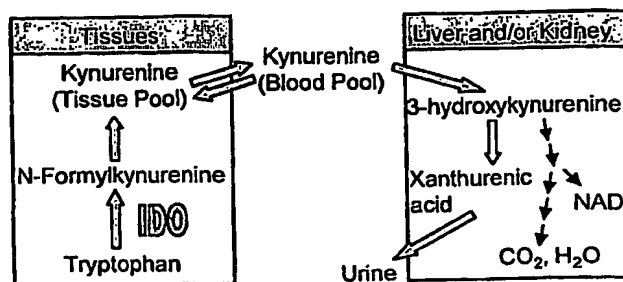 Tissues
Kynurenine
(Tissue Pool)
N-Formylkynurenine
IDO
Tryptophan
Kynurenine
(Blood Pool)
Liver and/or Kidney
3-hydroxykynurenine
Xanthurenic
acid
NAD
CO₂, H₂O
Urine